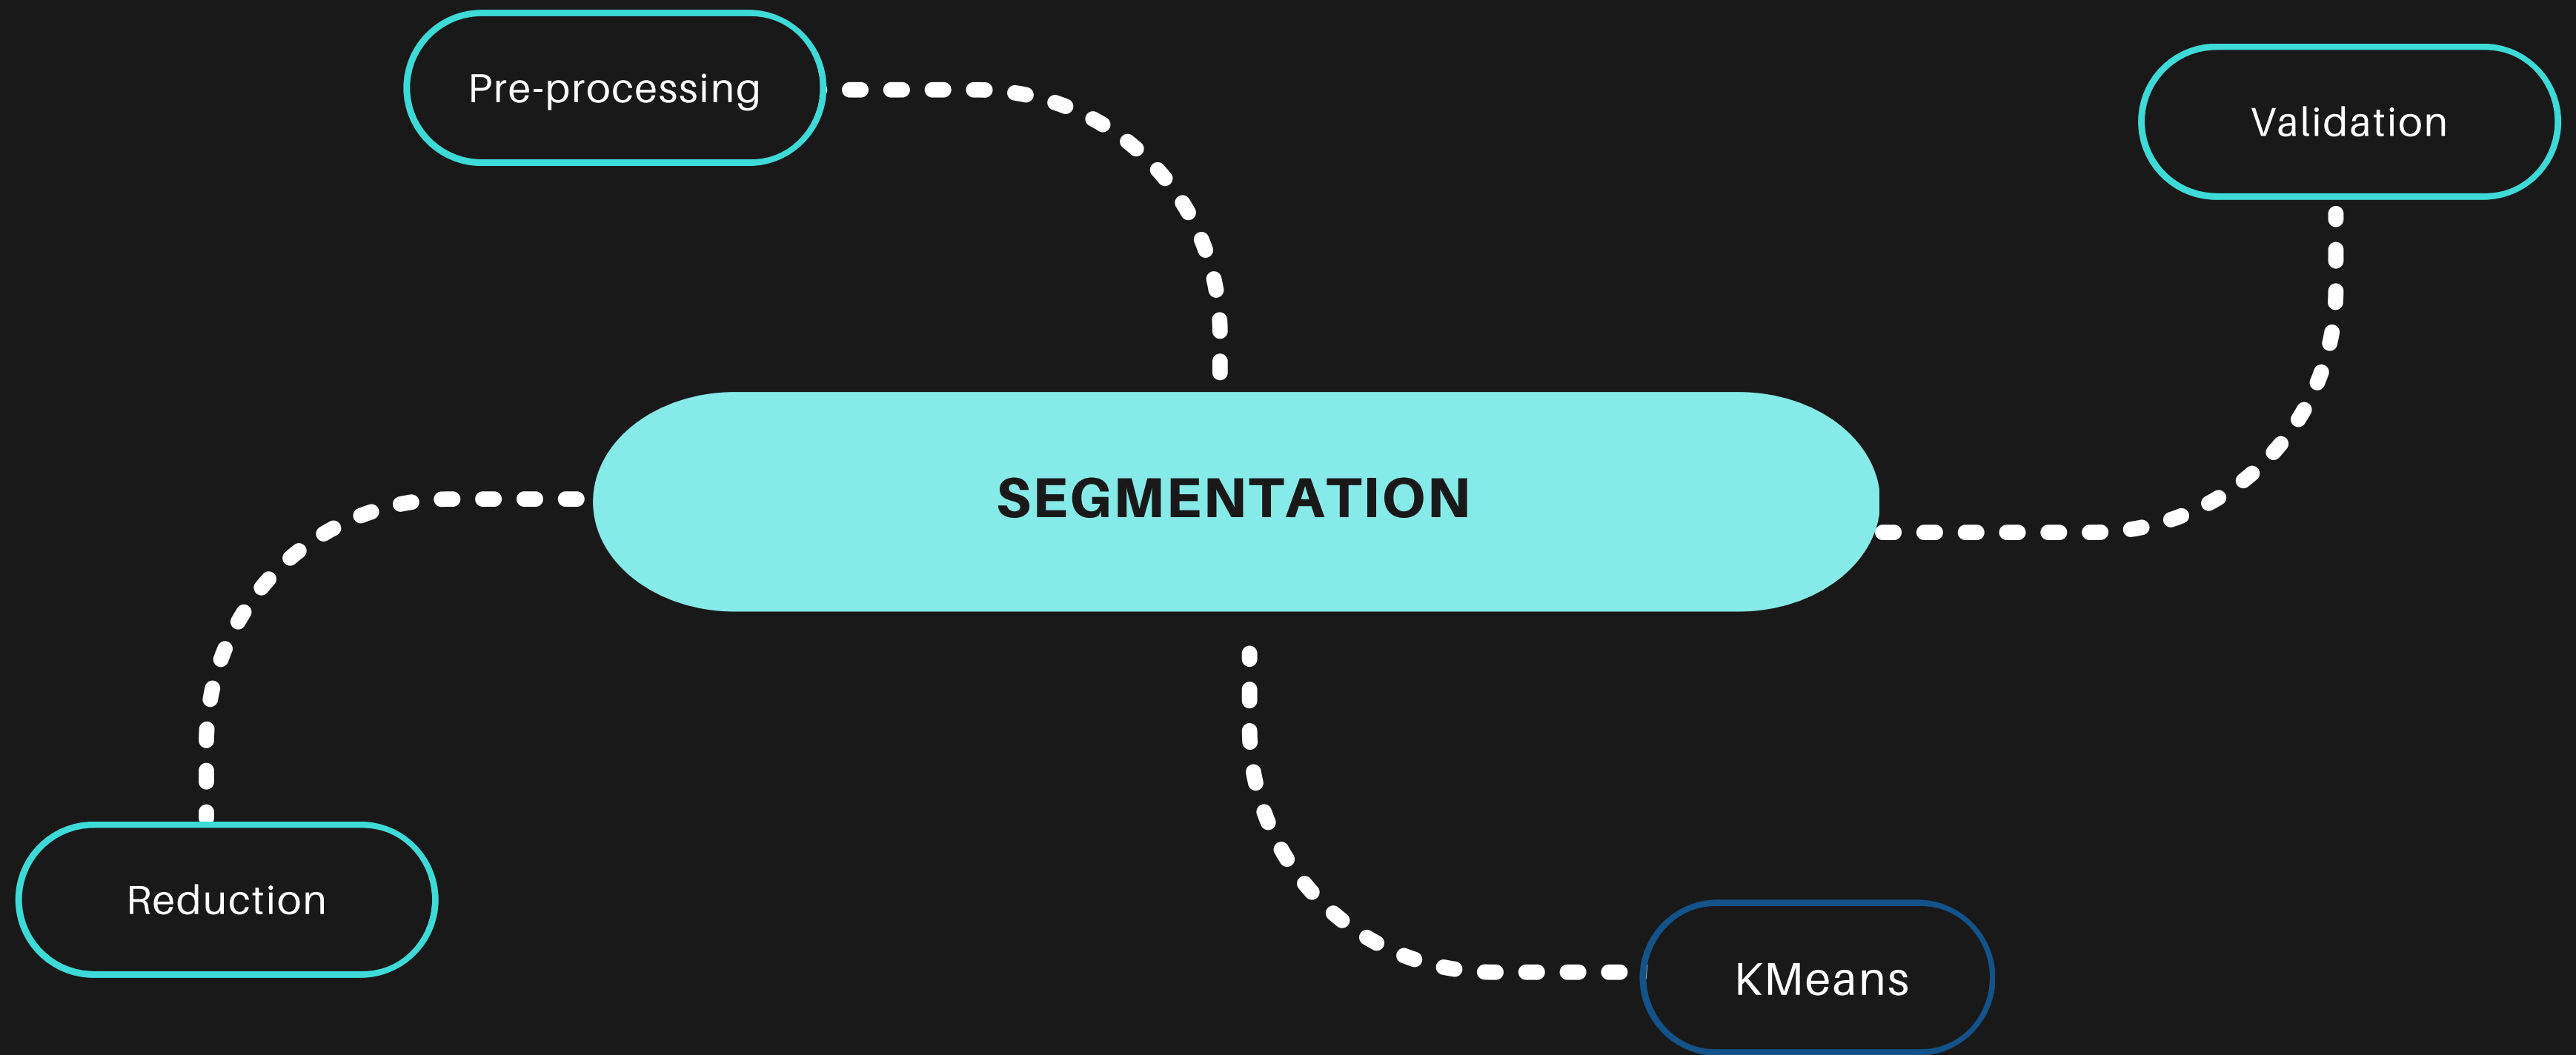 Pre-processing
Validation
SEGMENTATION
Reduction
KMeans